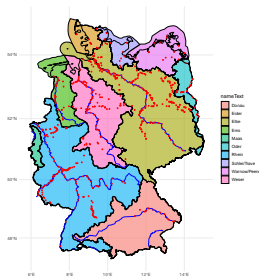 54°N
52°N
50°N
48°N
6°E
8°E
10°E
12°E
14°E
nameText
Donau
Eider
Elbe
Ems
Maas
Oder
Rhein
Schlei/Trave
Warnow/Peene
Weser